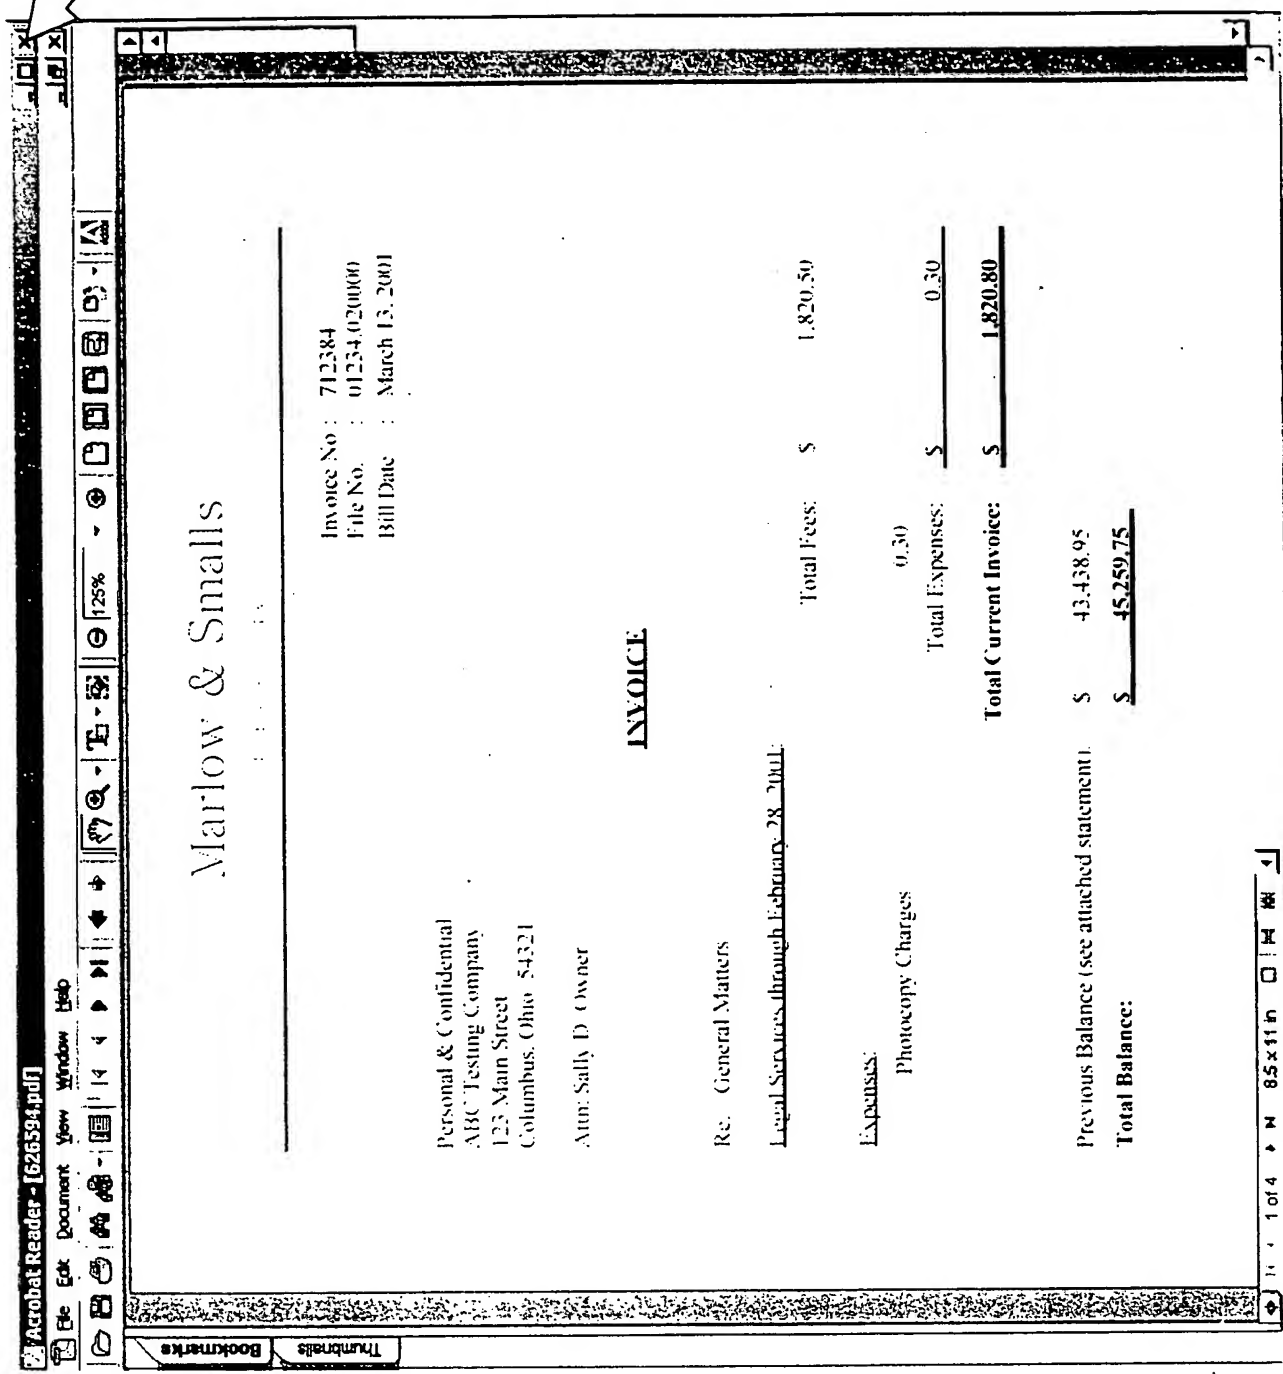 Acrobat Reader - [626594.pdf]
File Edit Document View Window Help
125%
Bookmarks
Thumbnails
Marlow & Smalls
Invoice No : 712384
File No. : 01234.020000
Bill Date : March 13, 2001
Personal & Confidential
ABC Testing Company
123 Main Street
Columbus, Ohio 54321
Attn: Sally D. Owner
INVOICE
Re. General Matters
Legal Services through February 28, 2001:
Total Fees: $ 1,820.50
Expenses:
Photocopy Charges 0.30
Total Expenses: $ 0.30
Total Current Invoice: $ 1,820.80
Previous Balance (see attached statement). $ 43,438.95
Total Balance: $ 45,259.75
1 of 4 8.5 x 11 in